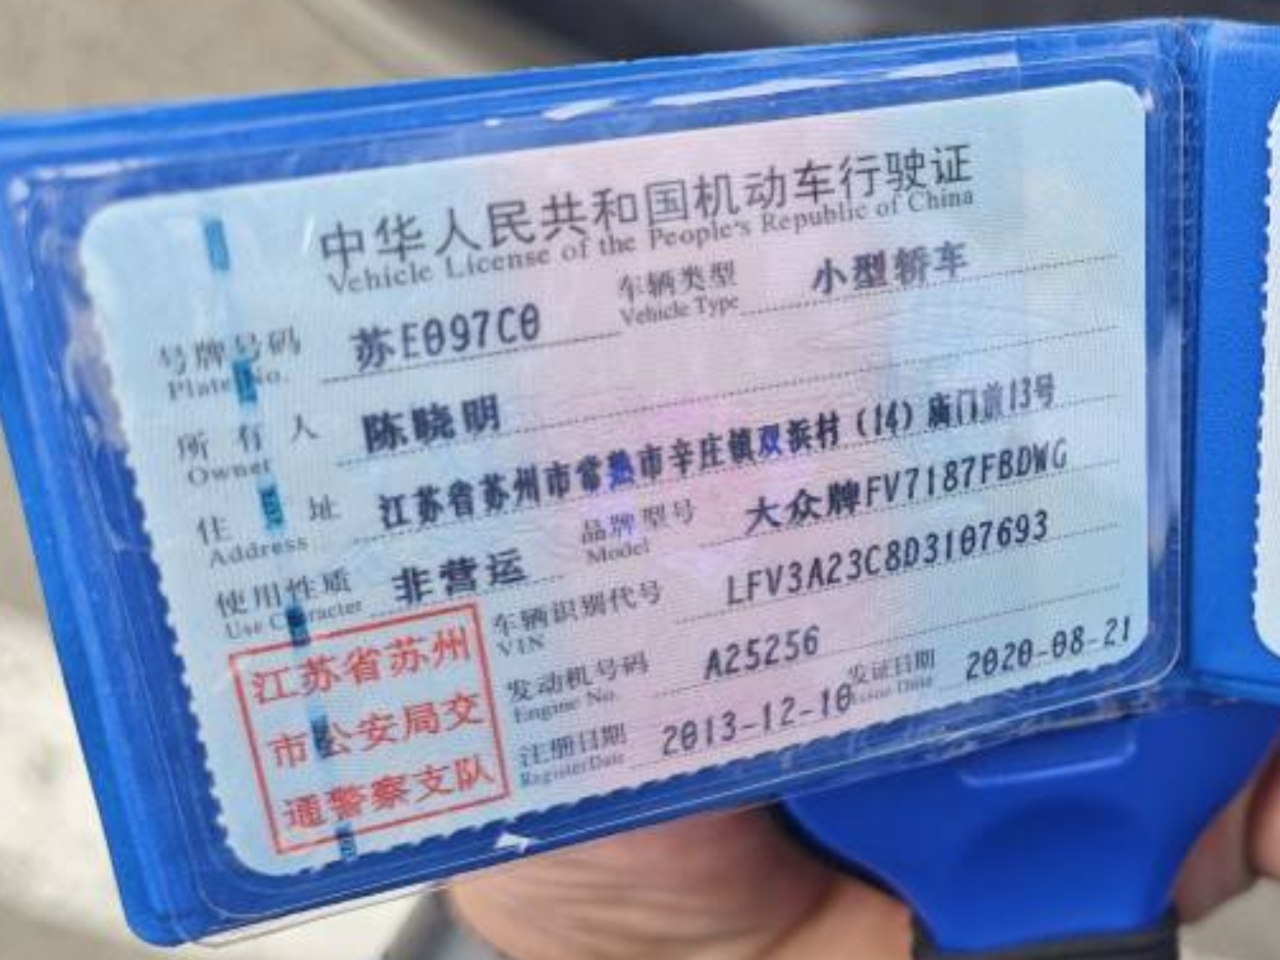 中华人民共和国机动车行驶证
Vehicle License of the People's Republic of China
号牌号码 苏E097C0 车辆类型 小型轿车
Plate No. Vehicle Type
所有人 陈晓明
Owner
住址 江苏省苏州市常熟市辛庄镇双浜村(14)庙门前13号
Address
使用性质 非营运 品牌型号 大众牌FV7187FBDWG
Use Character Model
车辆识别代号 LFV3A23C8D3107693
VIN
发动机号码 A25256
Engine No.
注册日期 2013-12-10 发证日期 2020-08-21
Register Date Issue Date
江苏省苏州
市公安局交
通警察支队